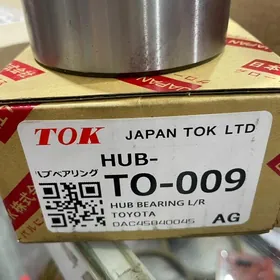 TOK JAPAN TOK LTD
HUB-
ハブベアリング
TO-009
HUB BEARING L/R
TOYOTA
DAC45840045
AG